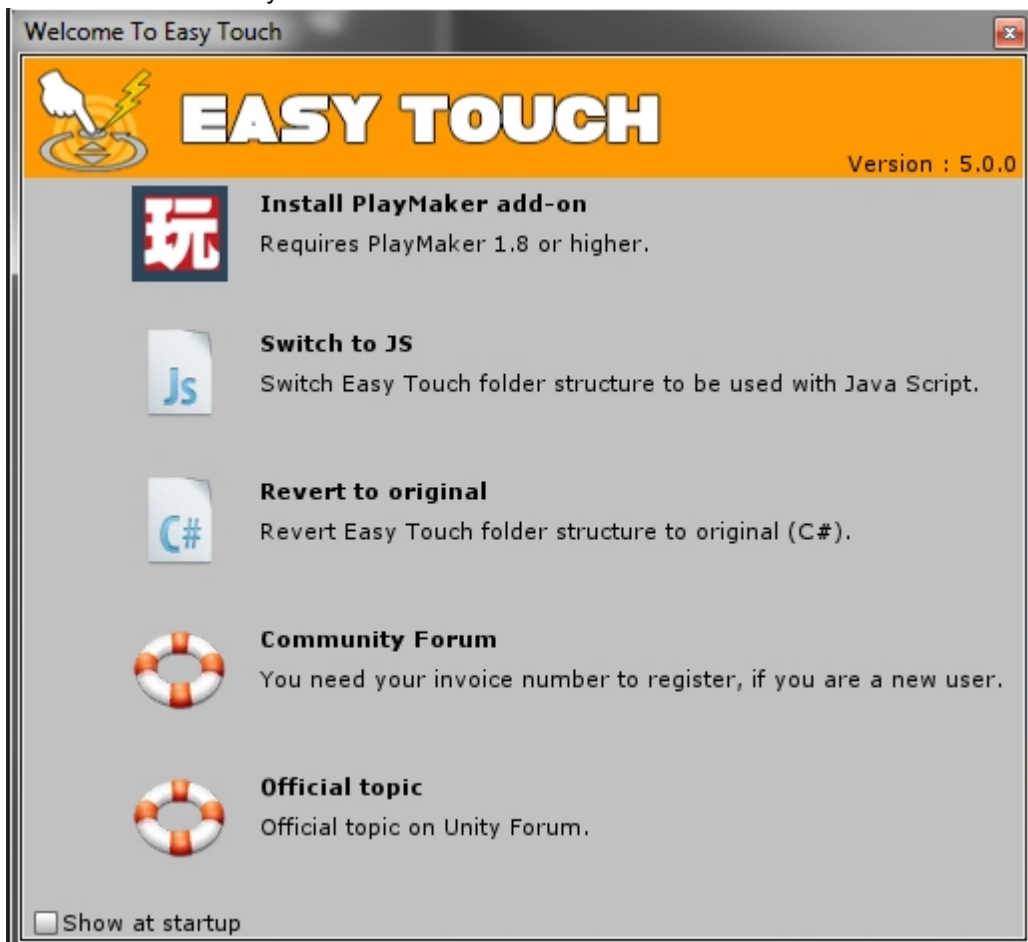 Welcome To Easy Touch
EASY TOUCH
Version : 5.0.0
玩
Install PlayMaker add-on
Requires PlayMaker 1.8 or higher.
Js
Switch to JS
Switch Easy Touch folder structure to be used with Java Script.
C#
Revert to original
Revert Easy Touch folder structure to original (C#).
Community Forum
You need your invoice number to register, if you are a new user.
Official topic
Official topic on Unity Forum.
Show at startup